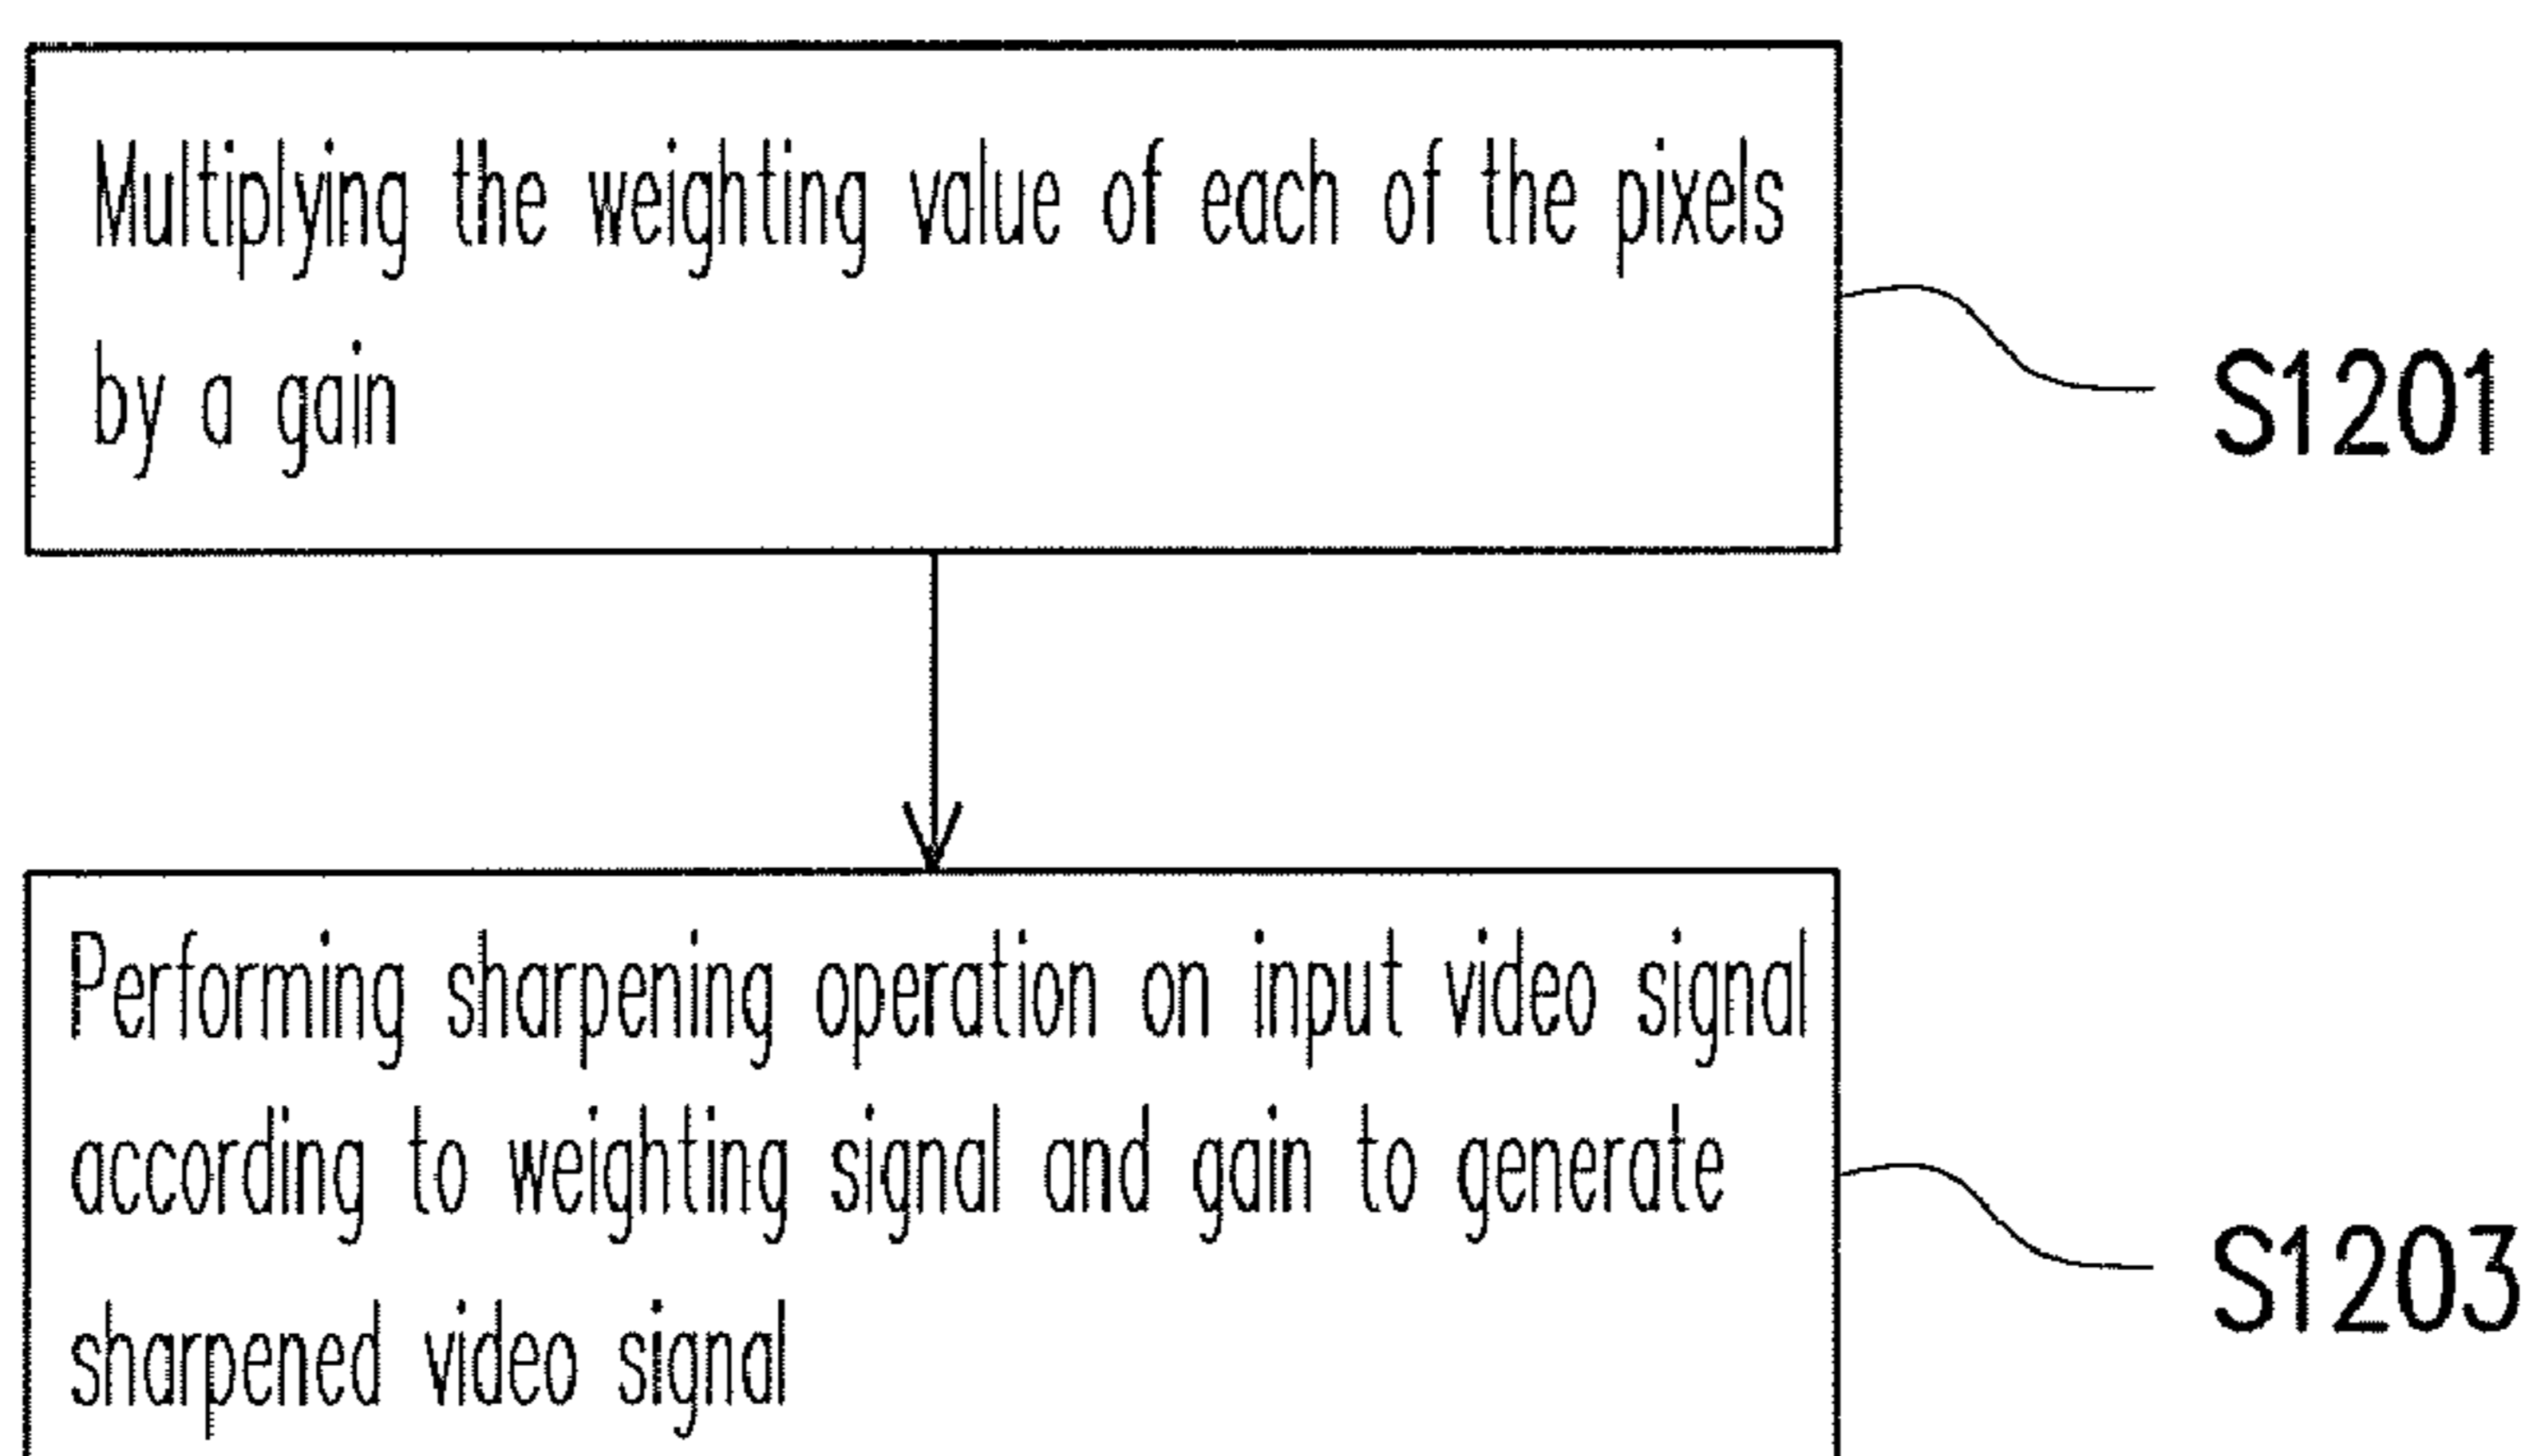 Multiplying the weighting value of each of the pixels
by a gain
S1201
Performing sharpening operation on input video signal
according to weighting signal and gain to generate
sharpened video signal
S1203